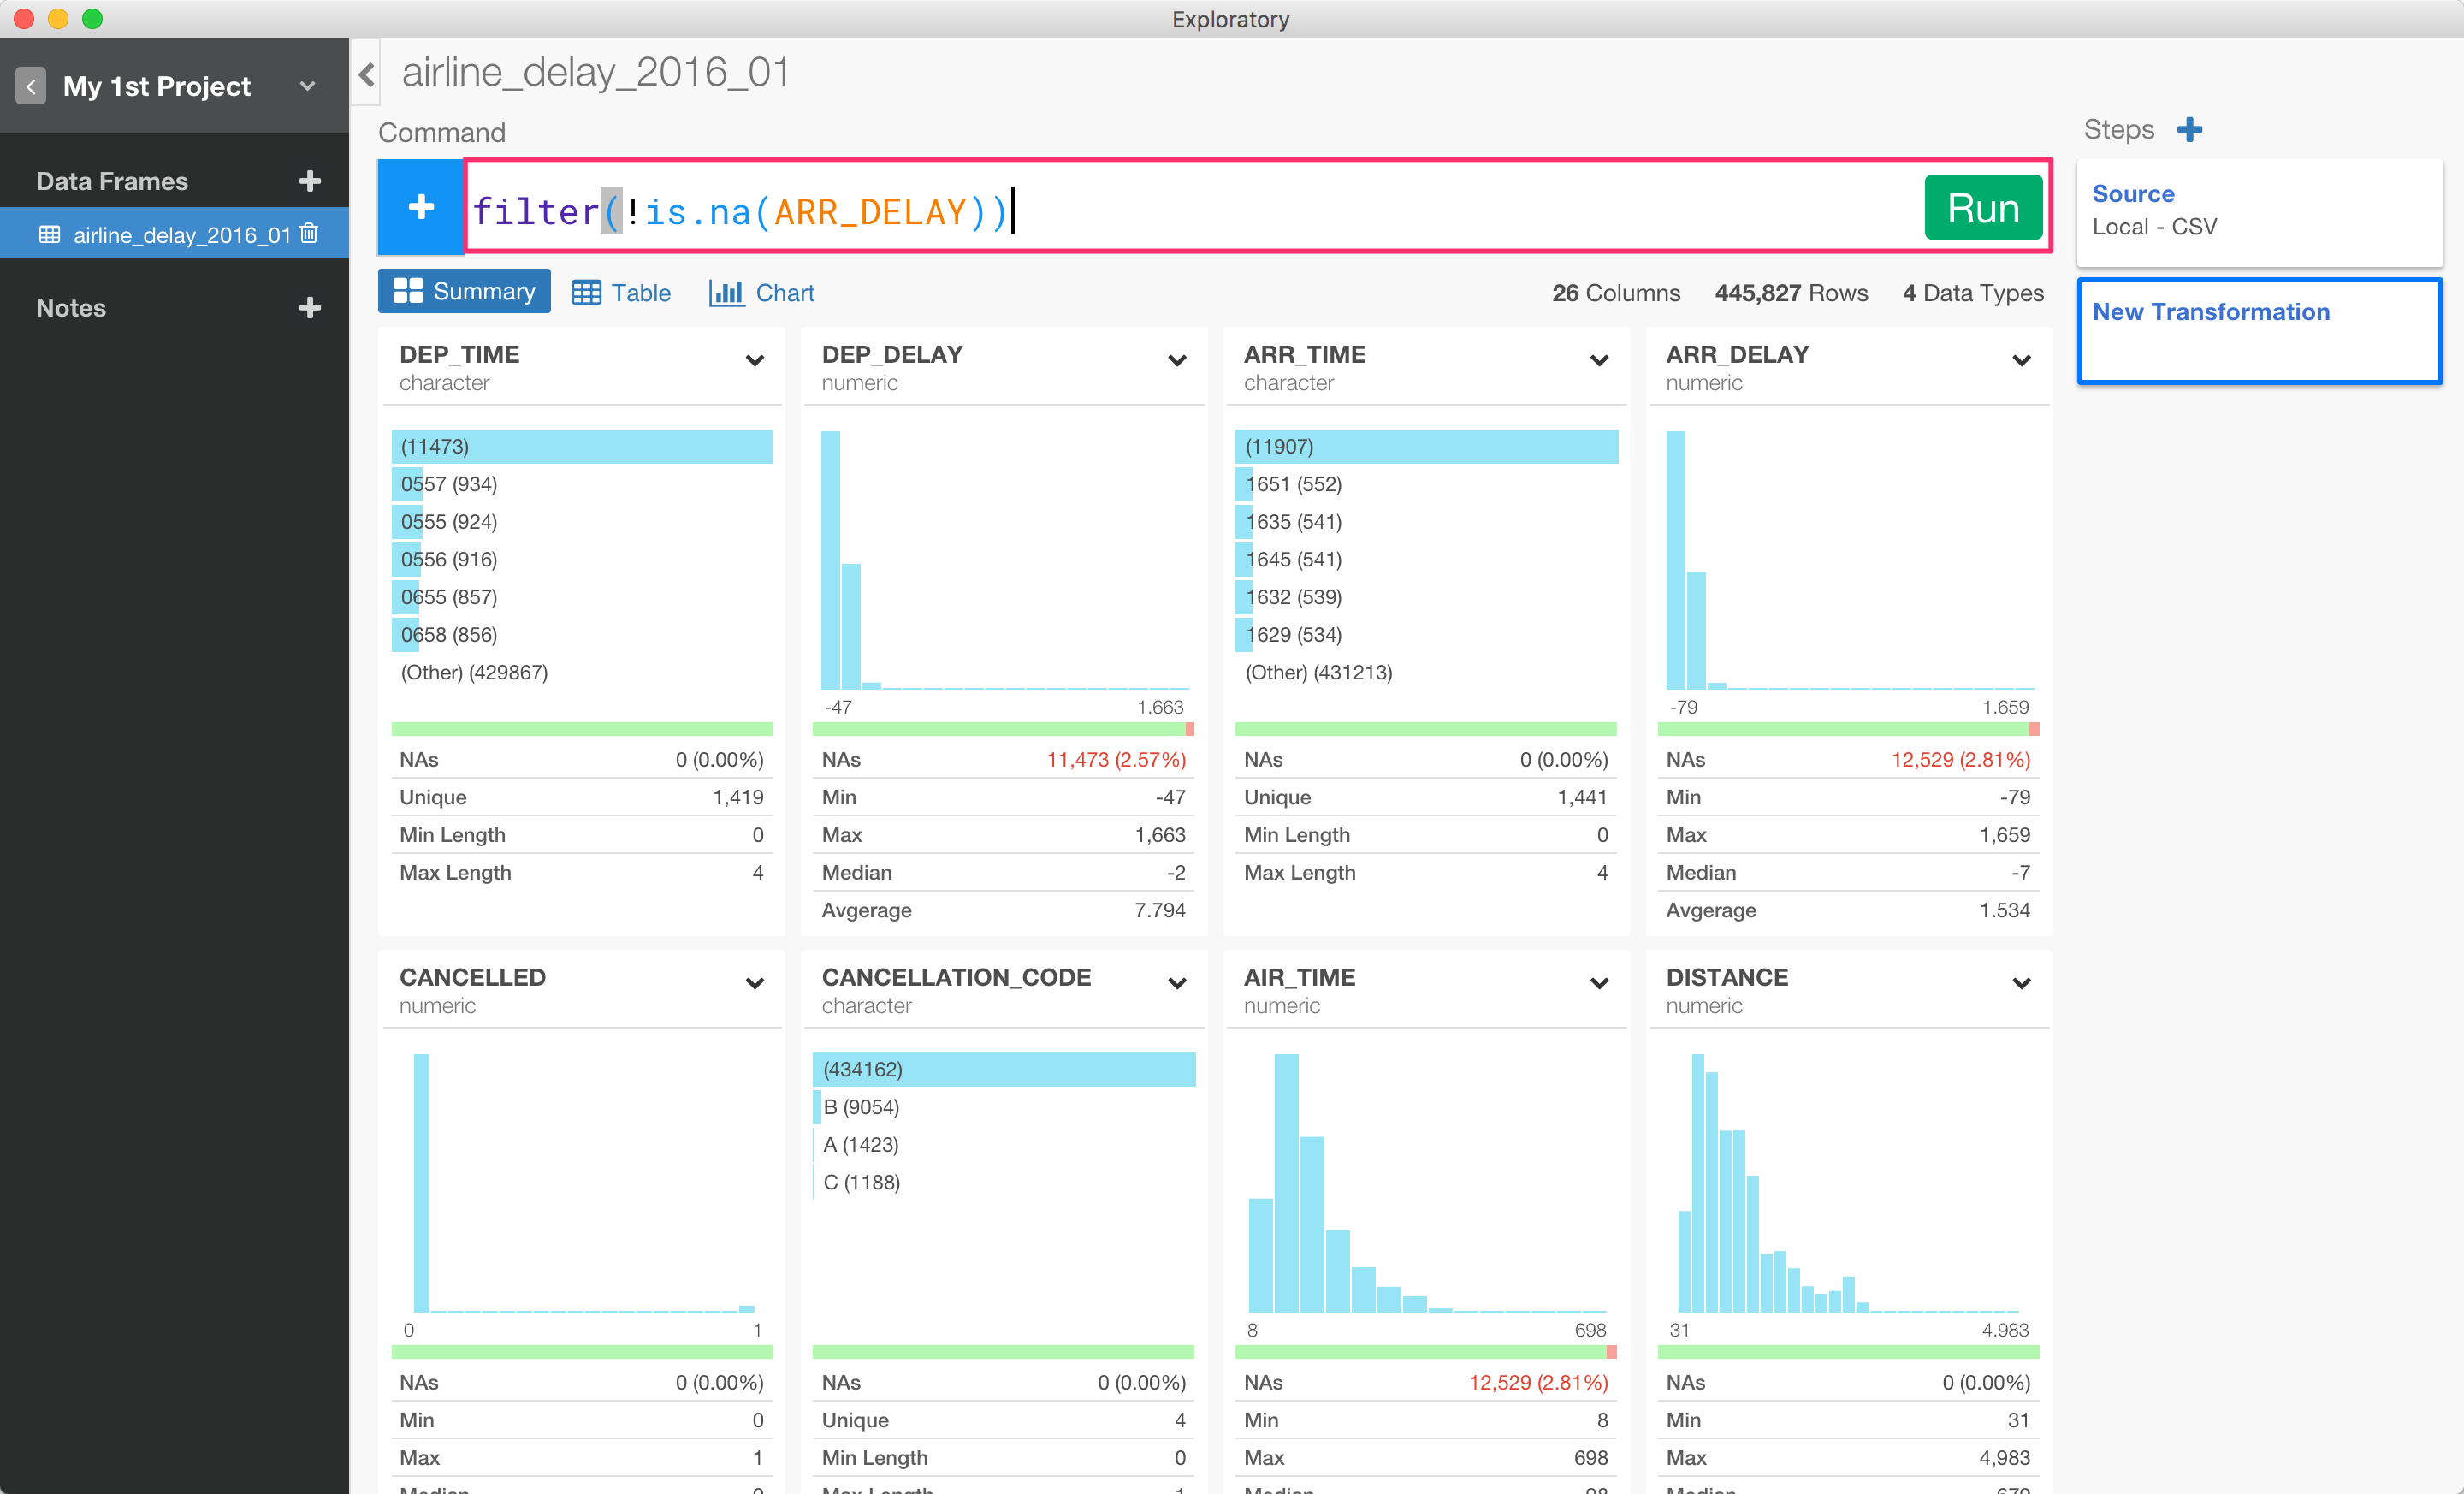 Exploratory
My 1st Project
Data Frames
airline_delay_2016_01
Notes
airline_delay_2016_01
Command
filter(!is.na(ARR_DELAY))
Run
Summary Table Chart
26 Columns 445,827 Rows 4 Data Types
Steps
Source
Local - CSV
New Transformation
DEP_TIME
character
(11473)
0557 (934)
0555 (924)
0556 (916)
0655 (857)
0658 (856)
(Other) (429867)
NAs 0 (0.00%)
Unique 1,419
Min Length 0
Max Length 4
DEP_DELAY
numeric
-47 1.663
NAs 11,473 (2.57%)
Min -47
Max 1,663
Median -2
Avgerage 7.794
ARR_TIME
character
(11907)
1651 (552)
1635 (541)
1645 (541)
1632 (539)
1629 (534)
(Other) (431213)
NAs 0 (0.00%)
Unique 1,441
Min Length 0
Max Length 4
ARR_DELAY
numeric
-79 1.659
NAs 12,529 (2.81%)
Min -79
Max 1,659
Median -7
Avgerage 1.534
CANCELLED
numeric
0 1
NAs 0 (0.00%)
Min 0
Max 1
Median 0
CANCELLATION_CODE
character
(434162)
B (9054)
A (1423)
C (1188)
NAs 0 (0.00%)
Unique 4
Min Length 0
Max Length 1
AIR_TIME
numeric
8 698
NAs 12,529 (2.81%)
Min 8
Max 698
Median 98
DISTANCE
numeric
31 4.983
NAs 0 (0.00%)
Min 31
Max 4,983
Median